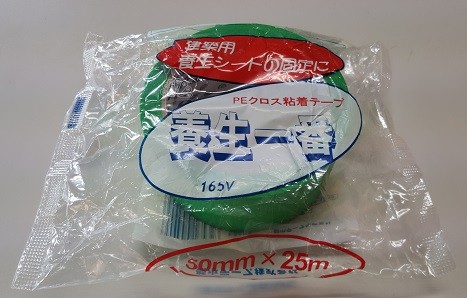 建築用
養生シートの固定に
PEクロス粘着テープ
養生一番
165V
50mm×25m